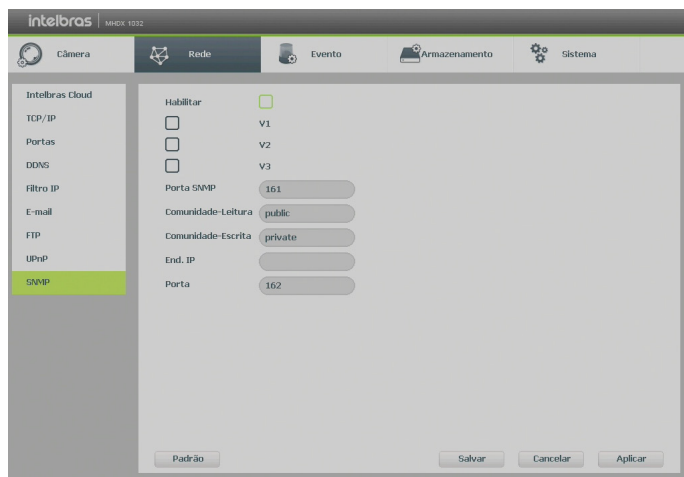 intelbras MHDX 1032
Câmera Rede Evento Armazenamento Sistema
Intelbras Cloud
TCP/IP
Portas
DDNS
Filtro IP
E-mail
FTP
UPnP
SNMP
Habilitar
V1
V2
V3
Porta SNMP 161
Comunidade-Leitura public
Comunidade-Escrita private
End. IP
Porta 162
Padrão Salvar Cancelar Aplicar